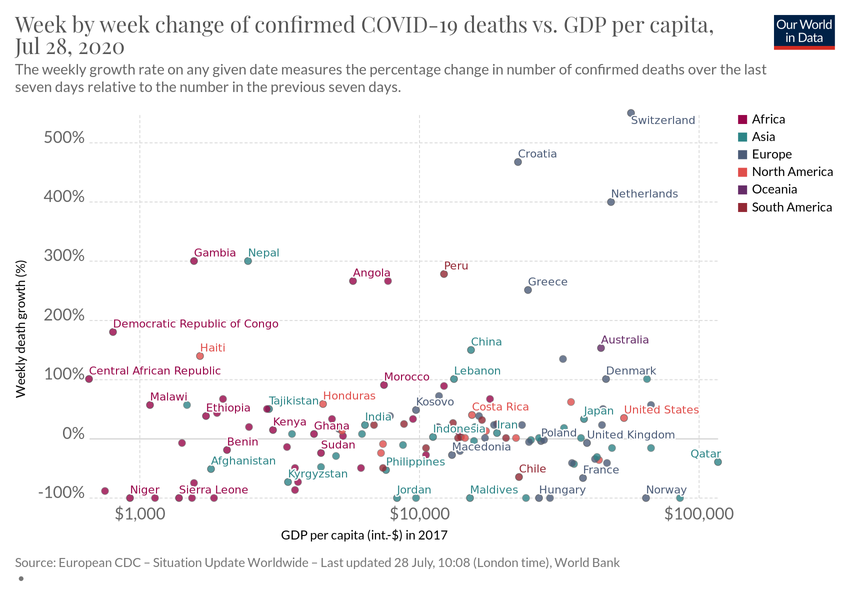 Week by week change of confirmed COVID-19 deaths vs. GDP per capita,
Jul 28, 2020
Our World
in Data
The weekly growth rate on any given date measures the percentage change in number of confirmed deaths over the last
seven days relative to the number in the previous seven days.
Switzerland
Africa
Asia
Europe
North America
Oceania
South America
500%
Croatia
400%
Netherlands
300%
Gambia
Nepal
Angola
Peru
Greece
200%
Democratic Republic of Congo
Haiti
China
Australia
100%
Central African Republic
Morocco
Lebanon
Denmark
Malawi
Ethiopia
Tajikistan
Honduras
Kosovo
Costa Rica
Japan
United States
Kenya
Ghana
India
Indonesia
Iran
Poland
United Kingdom
0%
Benin
Sudan
Macedonia
Qatar
Afghanistan
Kyrgyzstan
Philippines
Chile
France
-100%
Niger
Sierra Leone
Jordan
Maldives
Hungary
Norway
$1,000
$10,000
$100,000
Weekly death growth (%)
GDP per capita (int.-$) in 2017
Source: European CDC – Situation Update Worldwide – Last updated 28 July, 10:08 (London time), World Bank